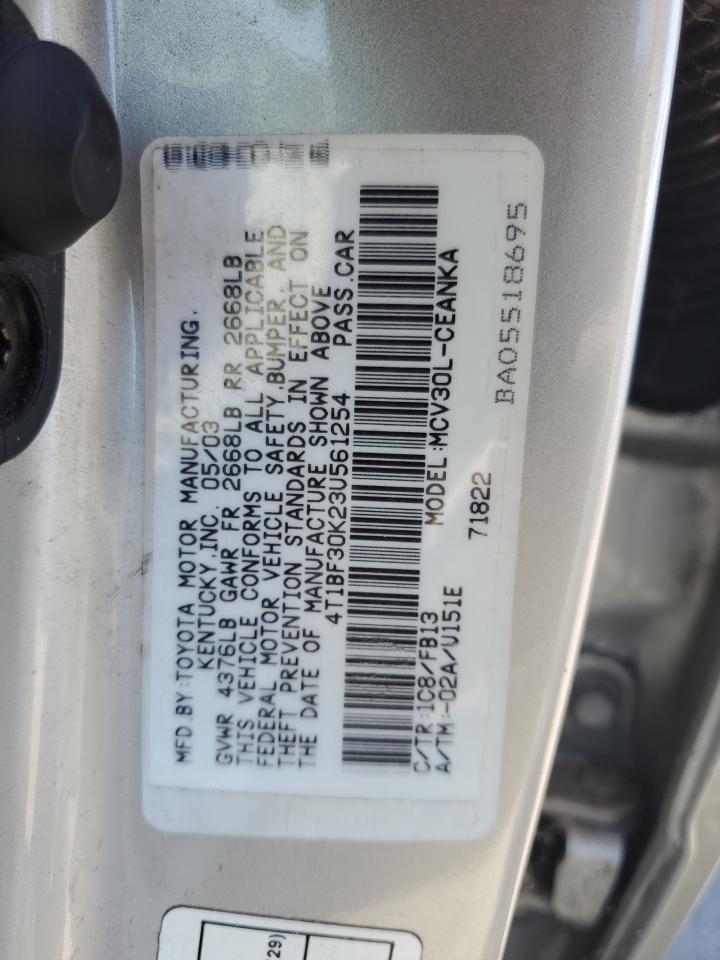 MFD.BY:TOYOTA MOTOR MANUFACTURING.
KENTUCKY,INC. 05/03
GVWR 4376LB GAWR FR 2668LB RR 2668LB
THIS VEHICLE CONFORMS TO ALL APPLICABLE
FEDERAL MOTOR VEHICLE SAFETY,BUMPER,AND
THEFT PREVENTION STANDARDS IN EFFECT ON
THE DATE OF MANUFACTURE SHOWN ABOVE
4T1BF30K23U561254 PASS.CAR
C/TR:1C8/FB13 MODEL:MCV30L-CEANKA
A/TM:-02A/U151E 71822
BA05518695
29)